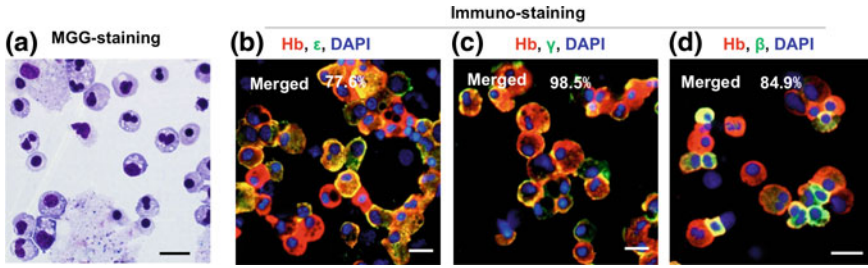 Immuno-staining
(a) MGG-staining
(b) Hb, ε, DAPI
(c) Hb, γ, DAPI
(d) Hb, β, DAPI
Merged 77.6%
Merged 98.5%
Merged 84.9%